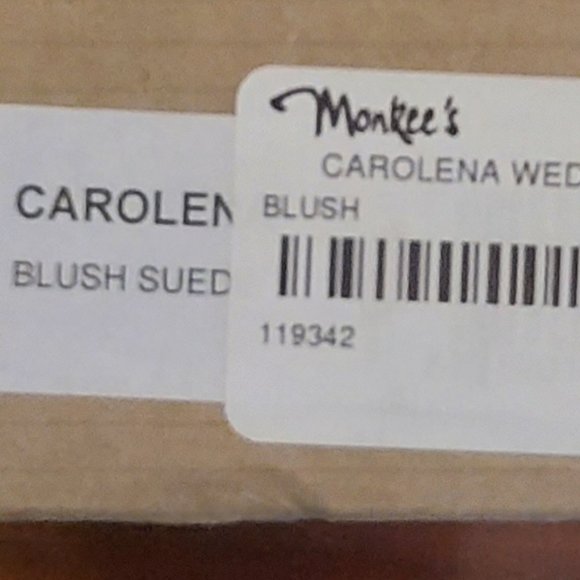 CAROLEN
BLUSH SUED
Monkee's
CAROLENA WED
BLUSH
119342